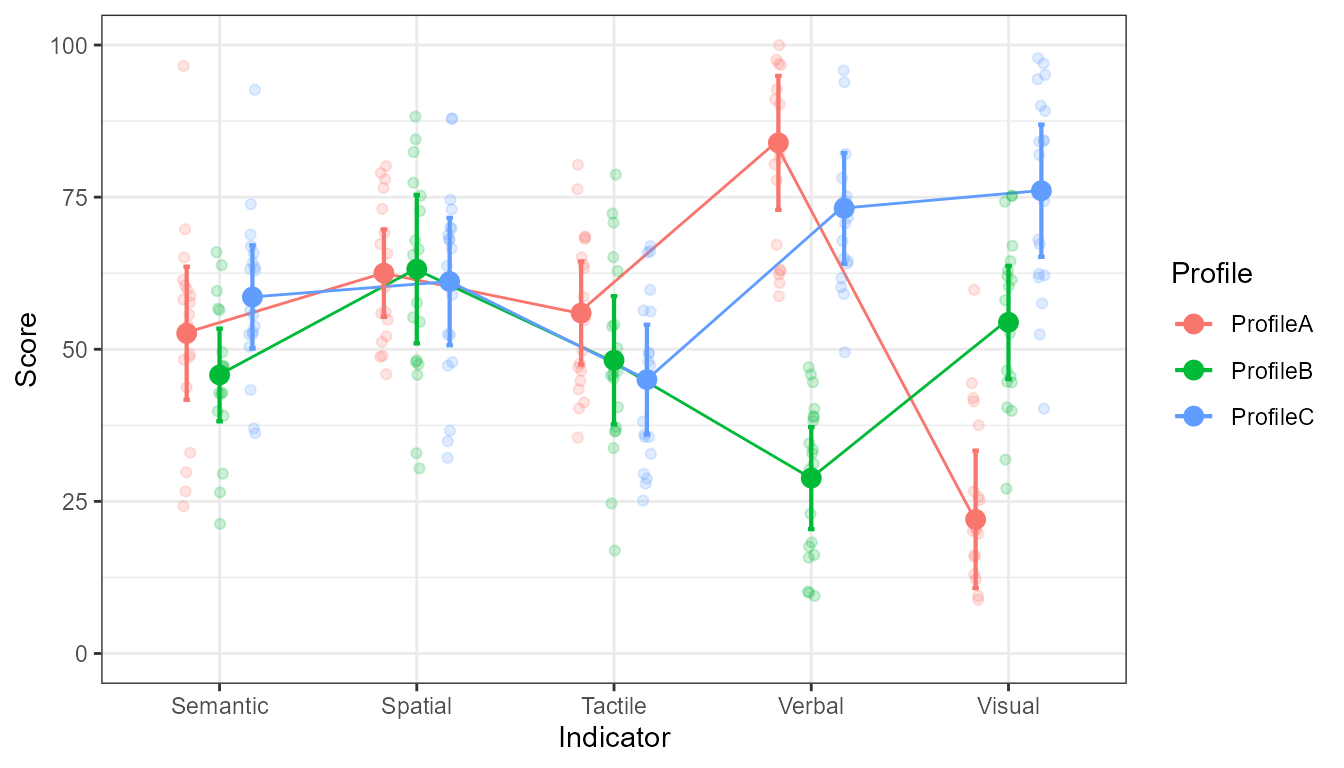 100
75
50
25
0
Score
Semantic Spatial Tactile Verbal Visual
Indicator
Profile
ProfileA
ProfileB
ProfileC